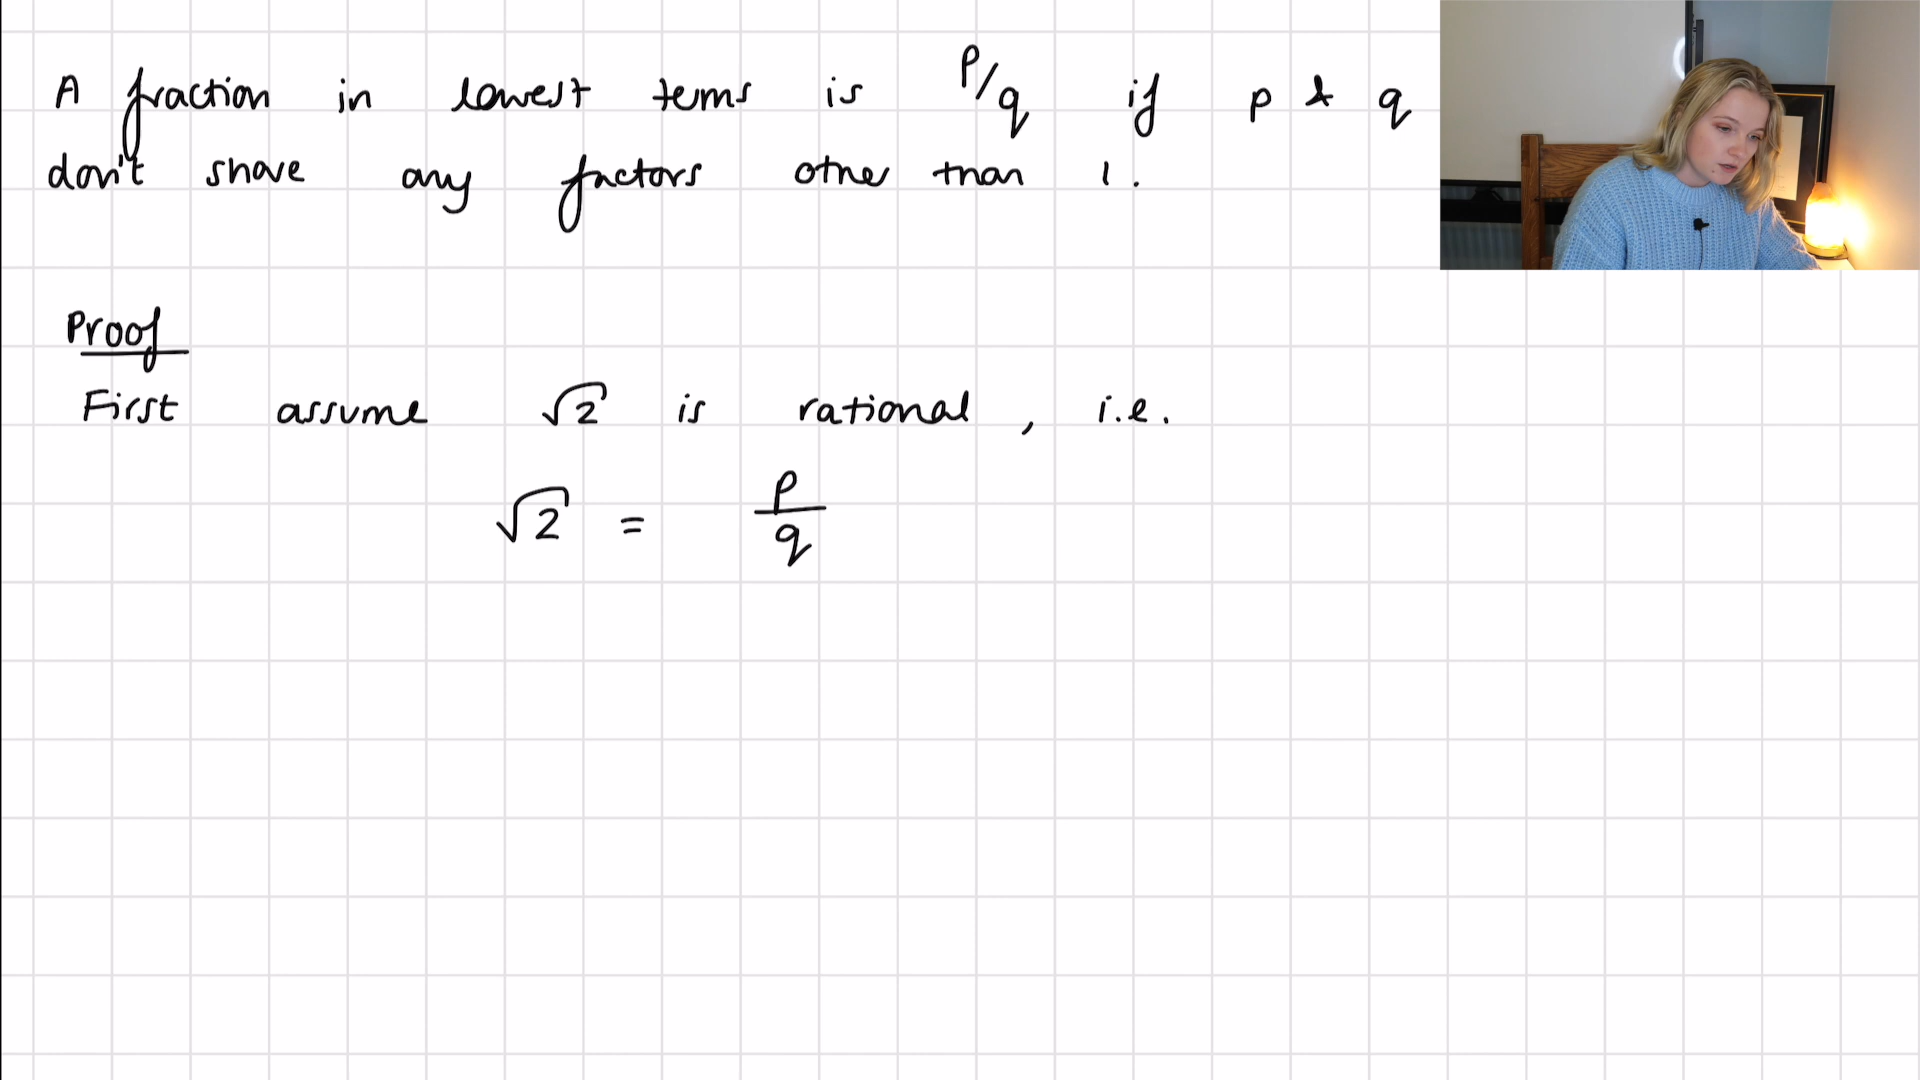 A fraction in lowest terms is p/q if p & q
don't share any factors other than 1.
Proof
First assume √2 is rational, i.e.
√2 = p/q